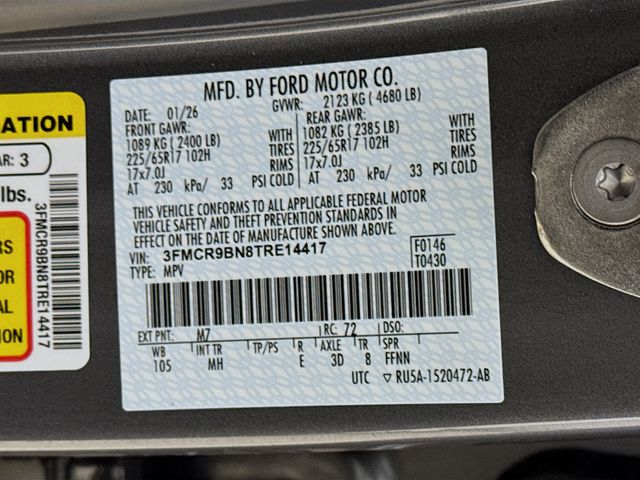 ATION
AR: 3
lbs.
RS
OR
AL
ION
3FMCR9BN8TRE14417
MFD. BY FORD MOTOR CO.
DATE: 01/26 GVWR: 2123 KG ( 4680 LB)
FRONT GAWR: REAR GAWR:
1089 KG ( 2400 LB) WITH 1082 KG ( 2385 LB) WITH
225/65R17 102H TIRES 225/65R17 102H TIRES
17x7.0J RIMS 17x7.0J RIMS
AT 230 kPa/ 33 PSI COLD AT 230 kPa/ 33 PSI COLD
THIS VEHICLE CONFORMS TO ALL APPLICABLE FEDERAL MOTOR
VEHICLE SAFETY AND THEFT PREVENTION STANDARDS IN
EFFECT ON THE DATE OF MANUFACTURE SHOWN ABOVE.
VIN: 3FMCR9BN8TRE14417 F0146
TYPE: MPV T0430
EXT PNT: M7 RC: 72 DSO:
WB INT TR TP/PS R AXLE TR SPR
105 MH E 3D 8 FFNN
UTC ▽ RU5A-1520472-AB